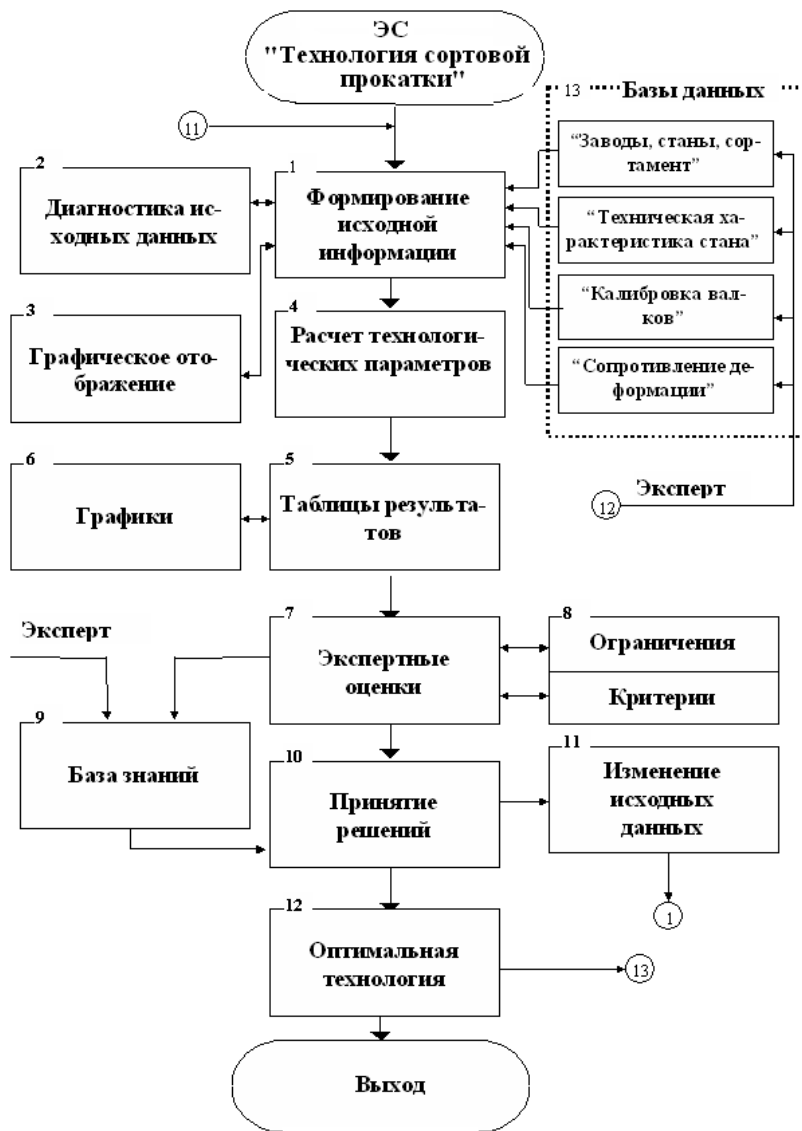 ЭС
"Технология сортовой
прокатки"
11
13
Базы данных
“Заводы, станы, сор-
тамент”
“Техническая ха-
рактеристика стана”
“Калибровка вал-
ков”
“Сопротивление де-
формации”
2
Диагностика ис-
ходных данных
1
Формирование
исходной
информации
3
Графическое ото-
бражение
4
Расчет технологи-
ческих параметров
6
Графики
5
Таблицы результа-
тов
Эксперт
12
Эксперт
7
Экспертные
оценки
8
Ограничения
Критерии
9
База знаний
10
Принятие
решений
11
Изменение
исходных
данных
1
12
Оптимальная
технология
13
Выход